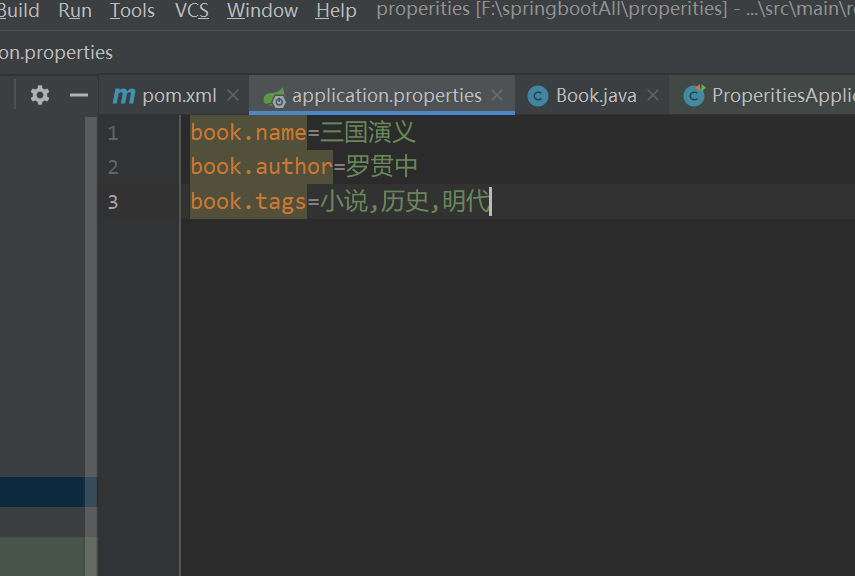 Build Run Tools VCS Window Help properities [F:\springbootAll\properities] - ...\src\main\r
on.properties
pom.xml application.properties Book.java ProperitiesApplic
1 book.name=三国演义
2 book.author=罗贯中
3 book.tags=小说,历史,明代